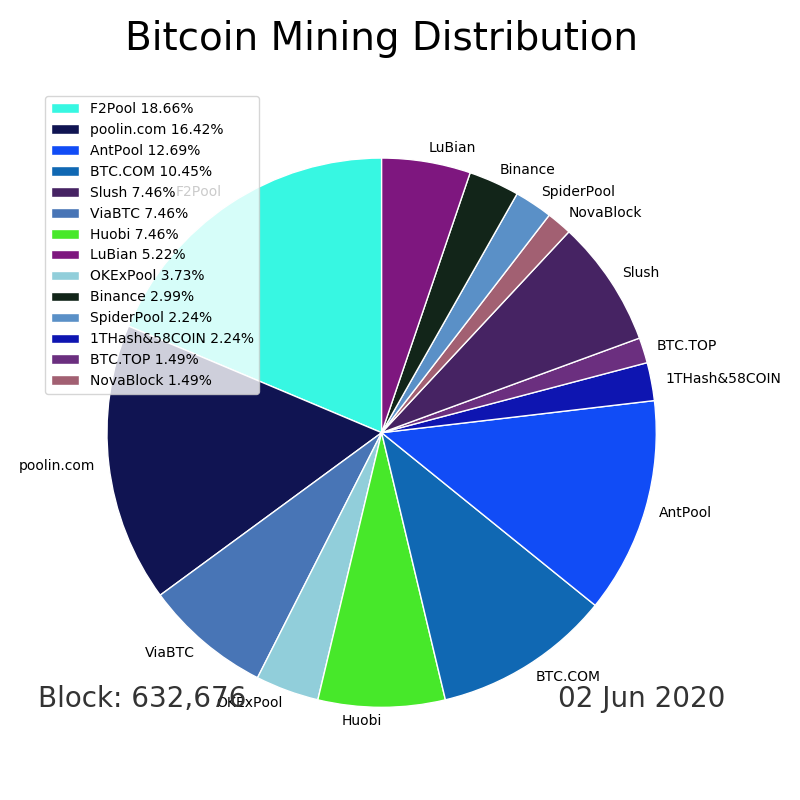 Bitcoin Mining Distribution
F2Pool 18.66%
poolin.com 16.42%
AntPool 12.69%
BTC.COM 10.45%
Slush 7.46%
ViaBTC 7.46%
Huobi 7.46%
LuBian 5.22%
OKExPool 3.73%
Binance 2.99%
SpiderPool 2.24%
1THash&58COIN 2.24%
BTC.TOP 1.49%
NovaBlock 1.49%
LuBian
Binance
SpiderPool
NovaBlock
F2Pool
Slush
BTC.TOP
1THash&58COIN
poolin.com
AntPool
ViaBTC
BTC.COM
OKExPool
Huobi
Block: 632,676
02 Jun 2020